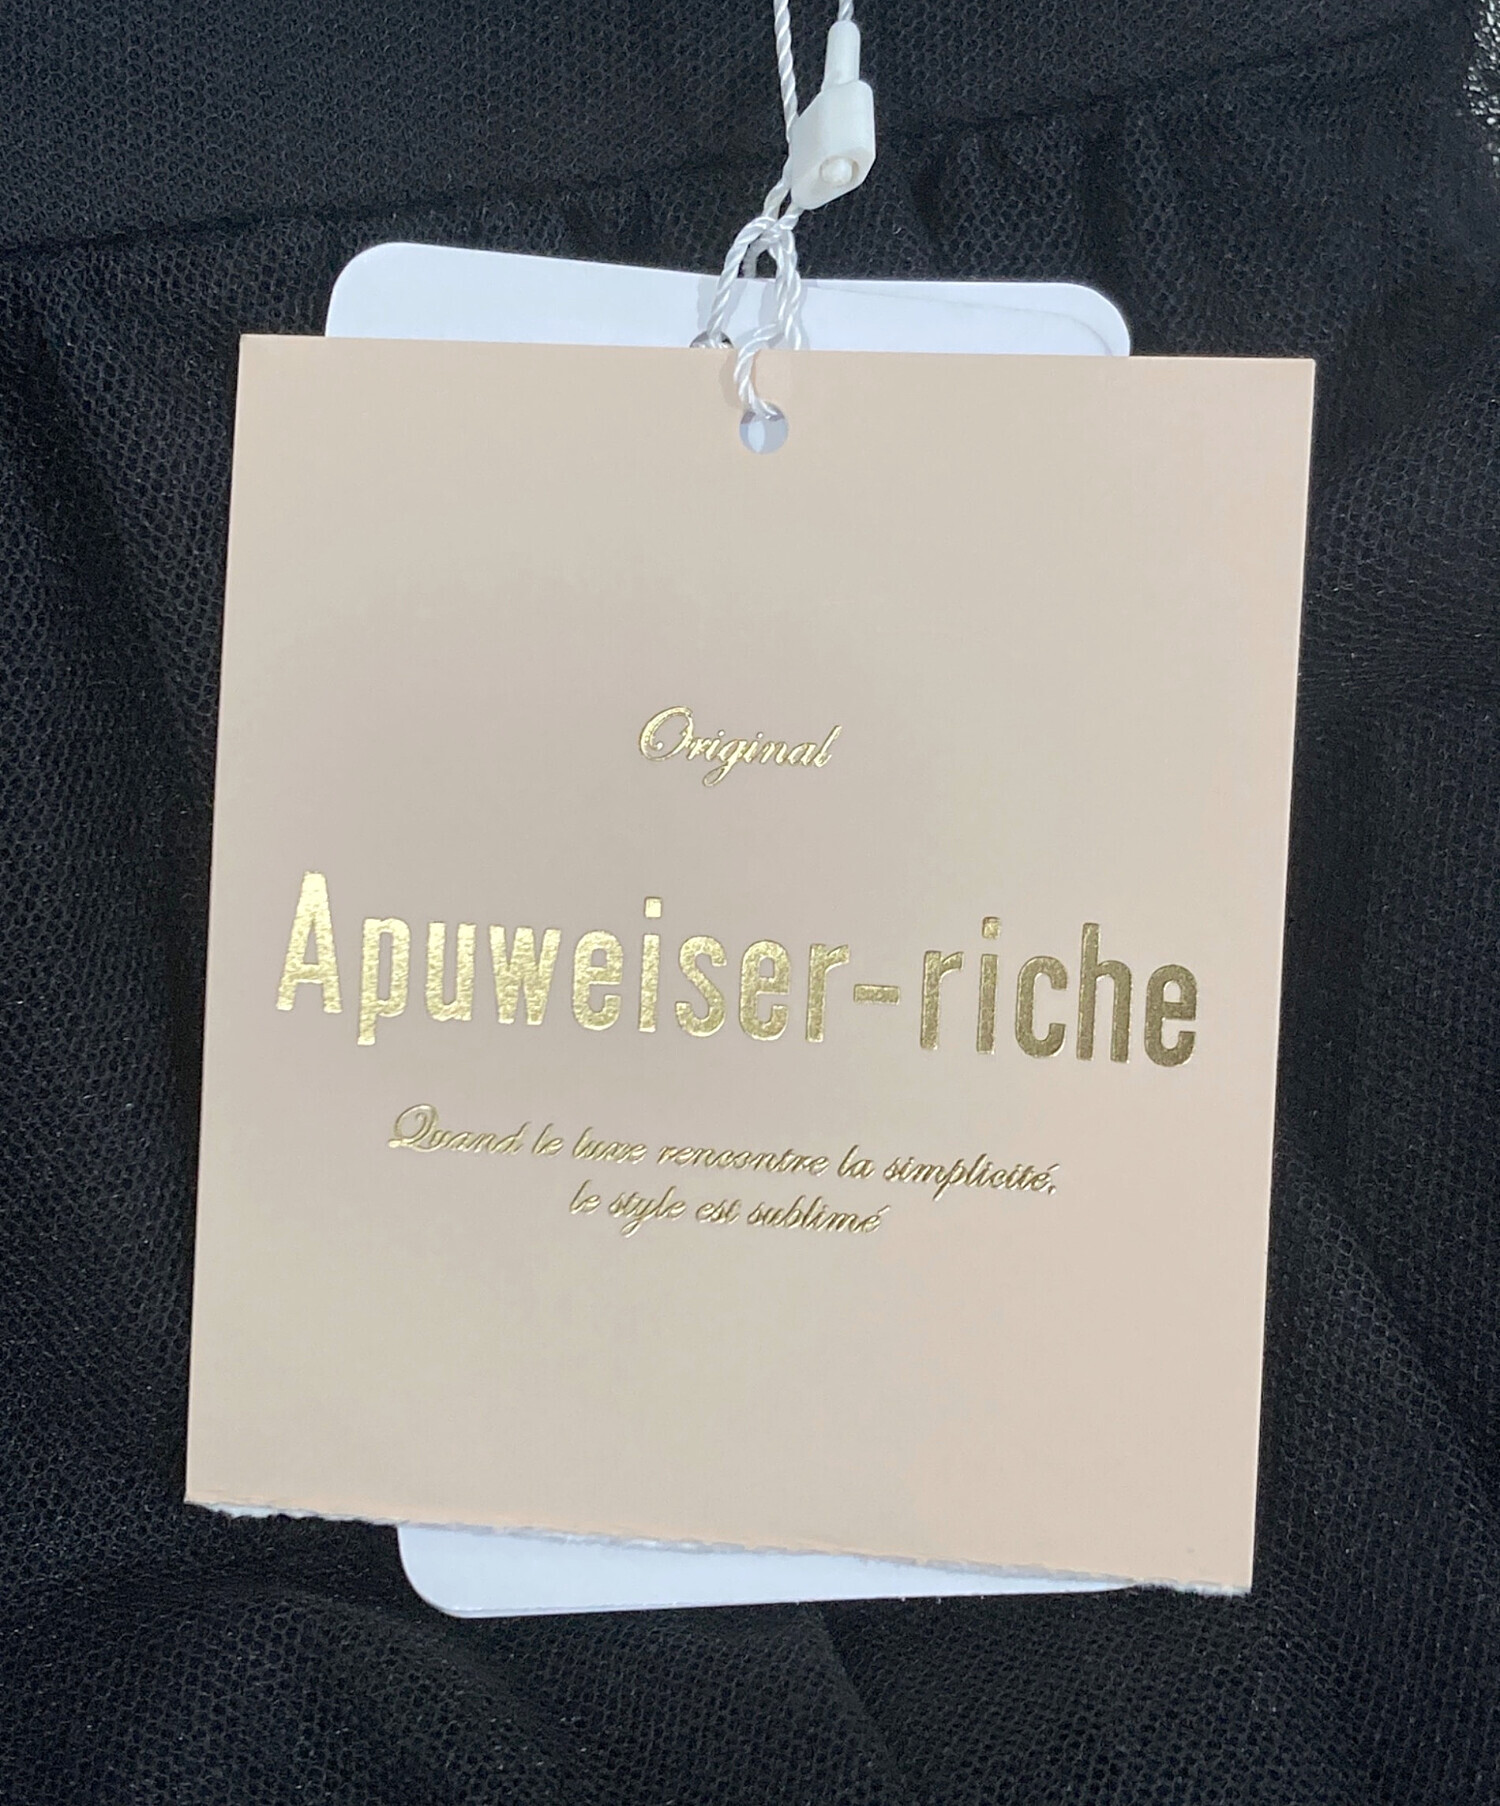 Original
Apuweiser-riche
Quand le luxe rencontre la simplicité,
le style est sublimé